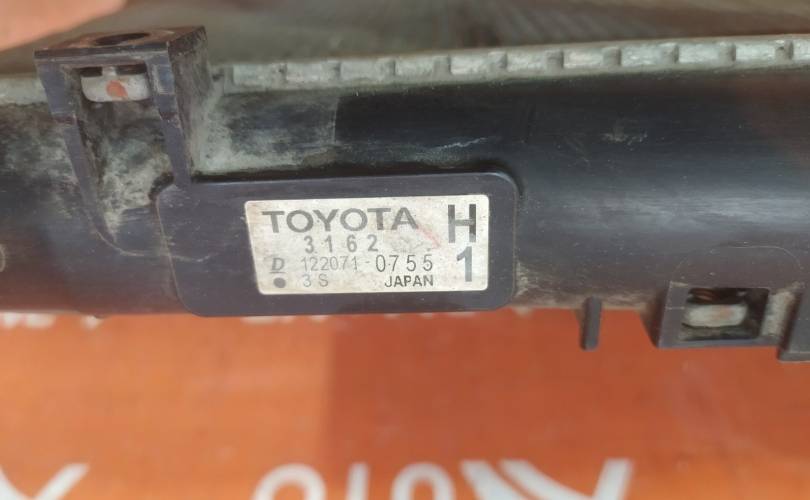 TOYOTA H
3162
D 122071-0755 1
● 3S JAPAN